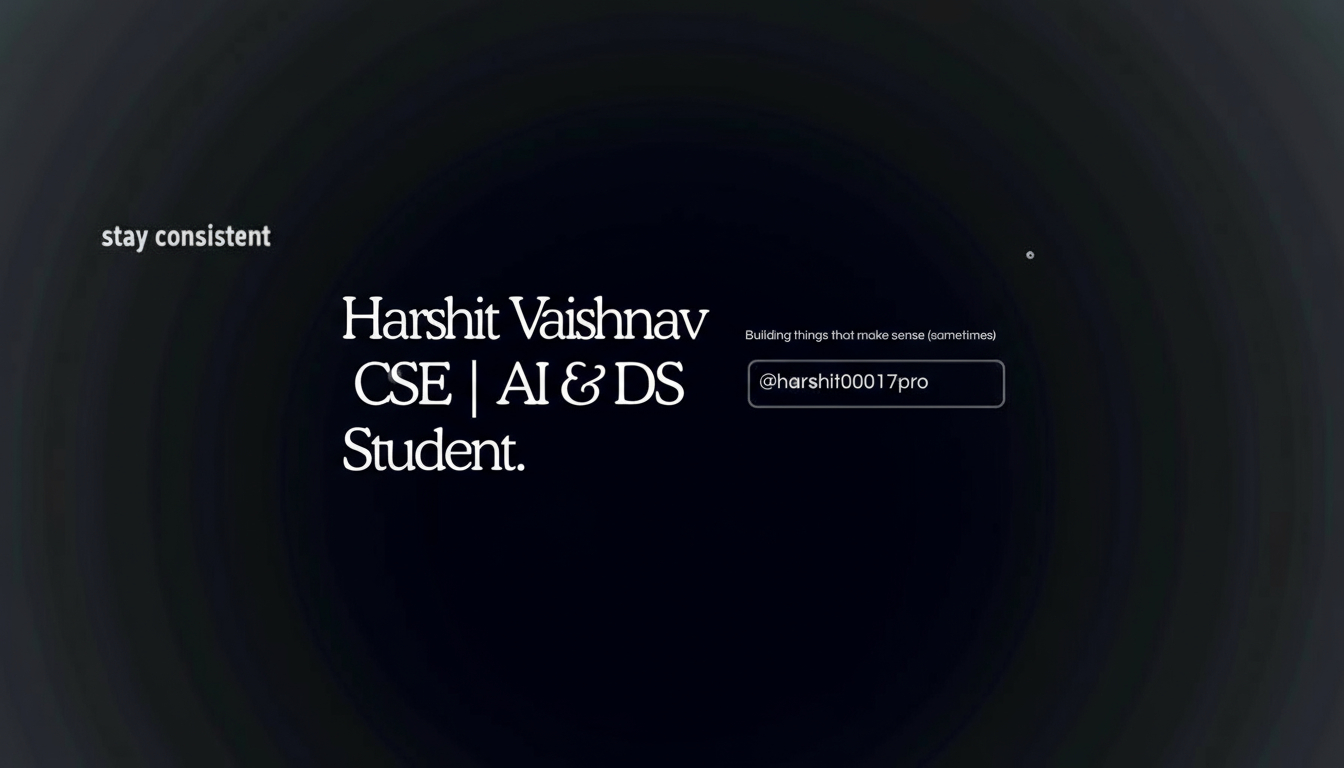 stay consistent
Harshit Vaishnav
CSE | AI & DS
Student.
Building things that make sense (sometimes)
@harshit00017pro